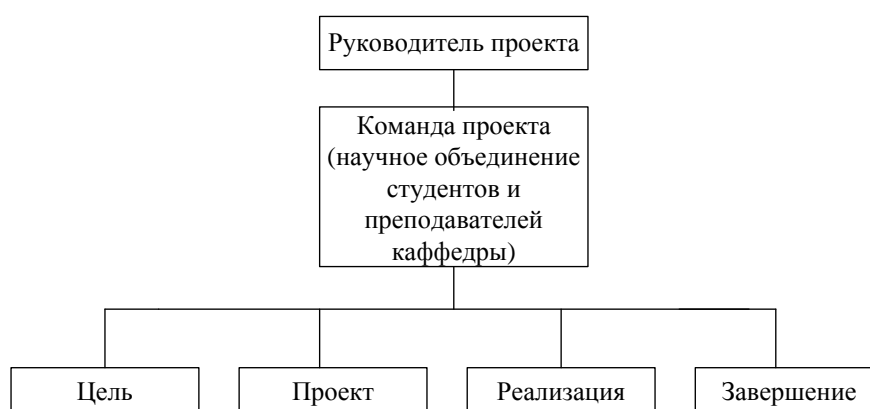 Руководитель проекта
Команда проекта
(научное объединение
студентов и
преподавателей
каффедры)
Цель
Проект
Реализация
Завершение